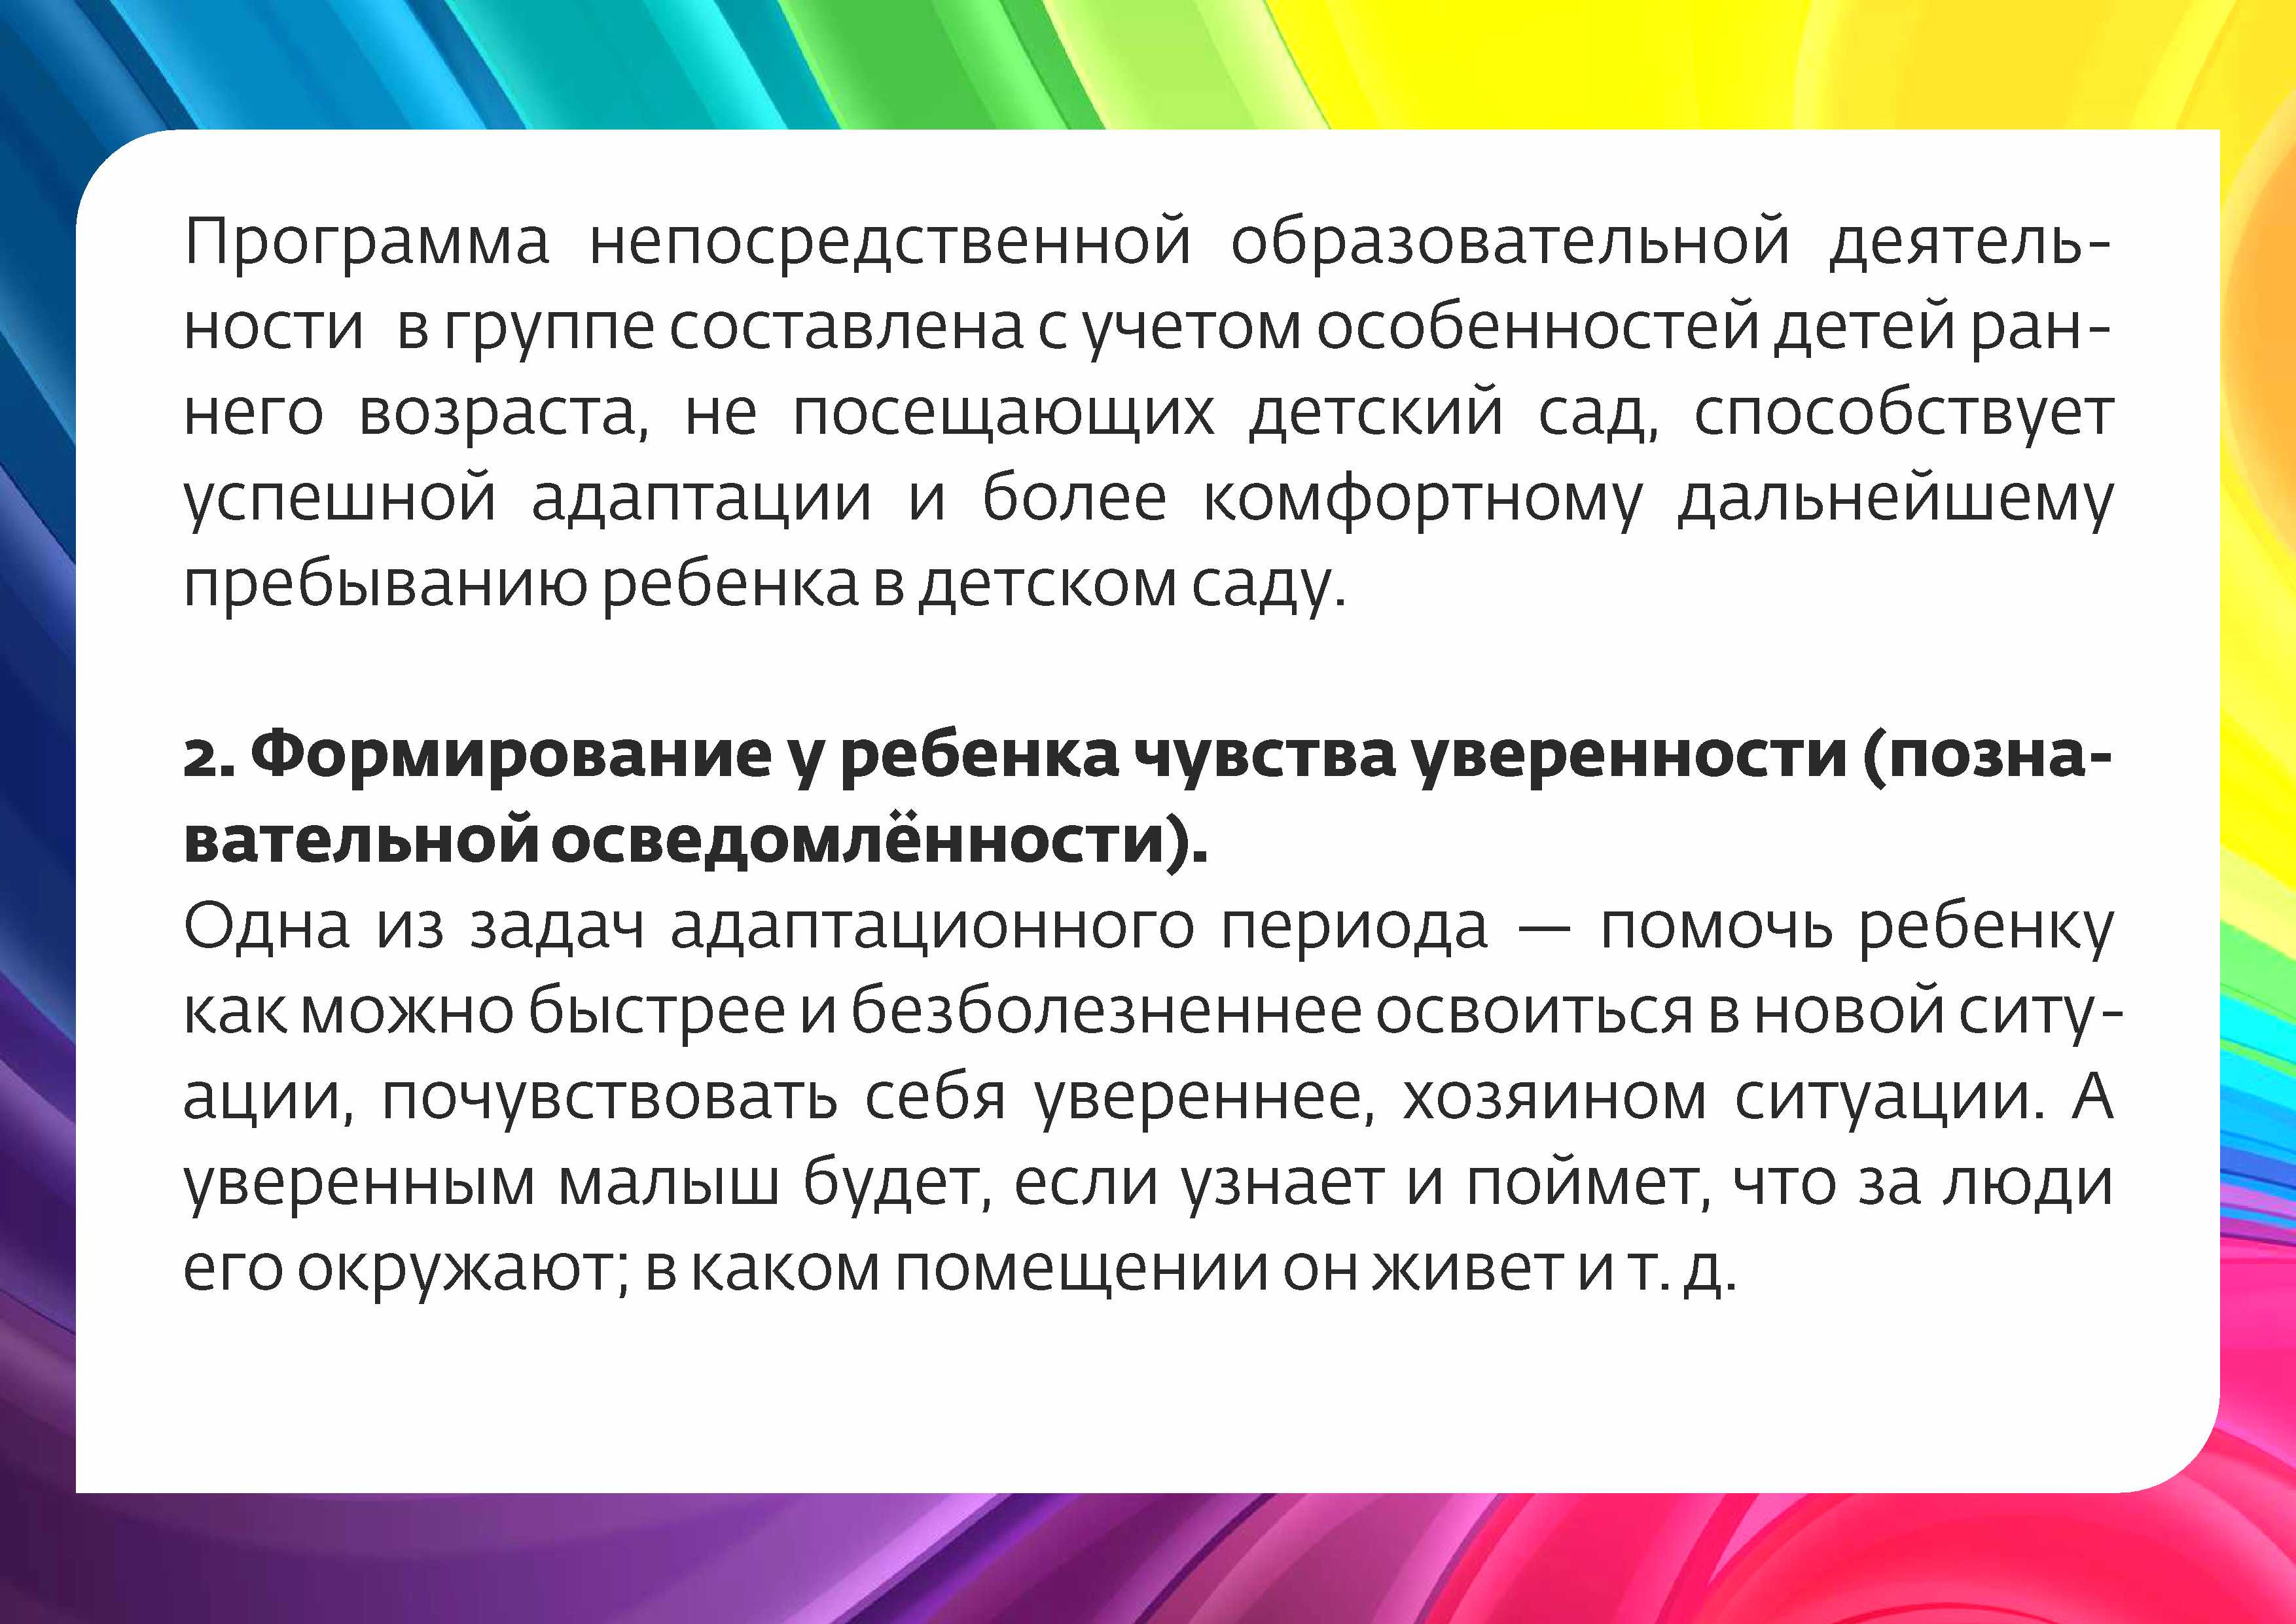 Программа непосредственной образовательной деятель-
ности в группе составлена с учетом особенностей детей ран-
него возраста, не посещающих детский сад, способствует
успешной адаптации и более комфортному дальнейшему
пребыванию ребенка в детском саду.
2. Формирование у ребенка чувства уверенности (позна-
вательной осведомлённости).
Одна из задач адаптационного периода — помочь ребенку
как можно быстрее и безболезненнее освоиться в новой ситу-
ации, почувствовать себя увереннее, хозяином ситуации. А
уверенным малыш будет, если узнает и поймет, что за люди
его окружают; в каком помещении он живет и т. д.